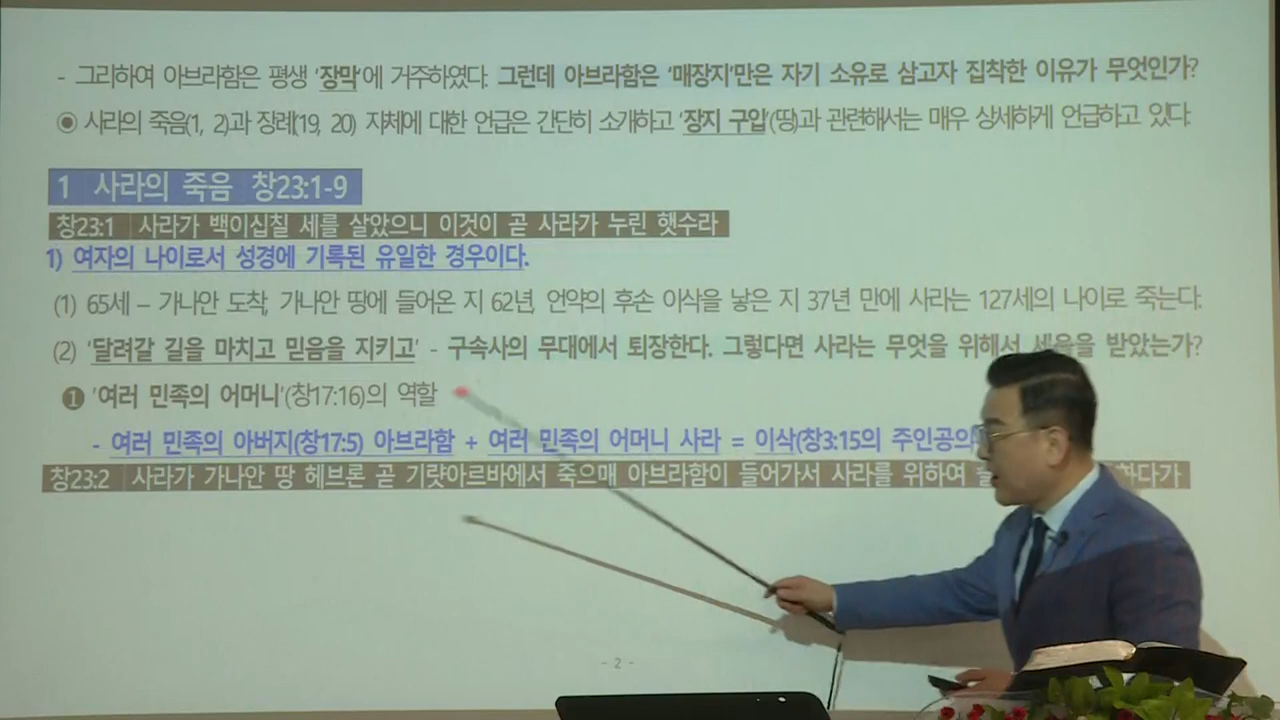 - 그리하여 아브라함은 평생 '장막'에 거주하였다. 그런데 아브라함은 '매장지'만은 자기 소유로 삼고자 집착한 이유가 무엇인가?
◉ 사라의 죽음(1, 2)과 장례(19, 20) 자체에 대한 언급은 간단히 소개하고 '장지 구입'(땅)과 관련해서는 매우 상세하게 언급하고 있다.
1 사라의 죽음 창23:1-9
창23:1 사라가 백이십칠 세를 살았으니 이것이 곧 사라가 누린 햇수라
1) 여자의 나이로서 성경에 기록된 유일한 경우이다.
(1) 65세 – 가나안 도착, 가나안 땅에 들어온 지 62년, 언약의 후손 이삭을 낳은 지 37년 만에 사라는 127세의 나이로 죽는다.
(2) '달려갈 길을 마치고 믿음을 지키고' - 구속사의 무대에서 퇴장한다. 그렇다면 사라는 무엇을 위해서 세움을 받았는가?
❶ '여러 민족의 어머니'(창17:16)의 역할
- 여러 민족의 아버지(창17:5) 아브라함 + 여러 민족의 어머니 사라 = 이삭(창3:15의 주인공의
창23:2 사라가 가나안 땅 헤브론 곧 기럇아르바에서 죽으매 아브라함이 들어가서 사라를 위하여 하다가
- 2 -